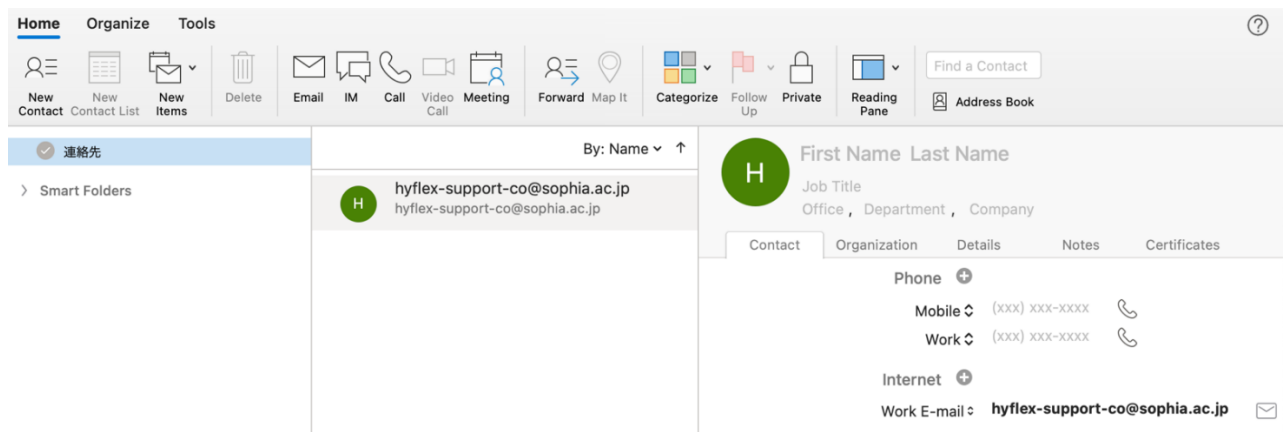 Home Organize Tools
New Contact
New Contact List
New Items
Delete
Email
IM
Call
Video Call
Meeting
Forward
Map It
Categorize
Follow Up
Private
Reading Pane
Find a Contact
Address Book
連絡先
Smart Folders
By: Name
H
hyflex-support-co@sophia.ac.jp
hyflex-support-co@sophia.ac.jp
H
First Name Last Name
Job Title
Office , Department , Company
Contact Organization Details Notes Certificates
Phone
Mobile (xxx) xxx-xxxx
Work (xxx) xxx-xxxx
Internet
Work E-mail hyflex-support-co@sophia.ac.jp